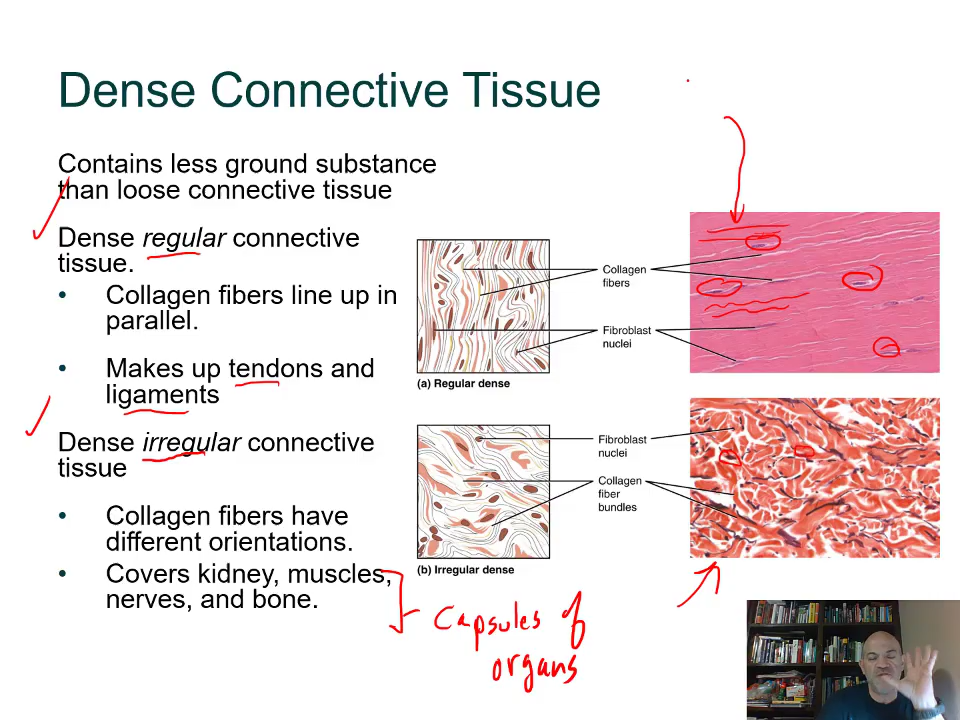 Dense Connective Tissue
Contains less ground substance
than loose connective tissue
Dense regular connective
tissue.
• Collagen fibers line up in
parallel.
• Makes up tendons and
ligaments
Dense irregular connective
tissue
• Collagen fibers have
different orientations.
• Covers kidney, muscles,
nerves, and bone.
Collagen
fibers
Fibroblast
nuclei
(a) Regular dense
Fibroblast
nuclei
Collagen
fiber
bundles
(b) Irregular dense
Capsules of
organs